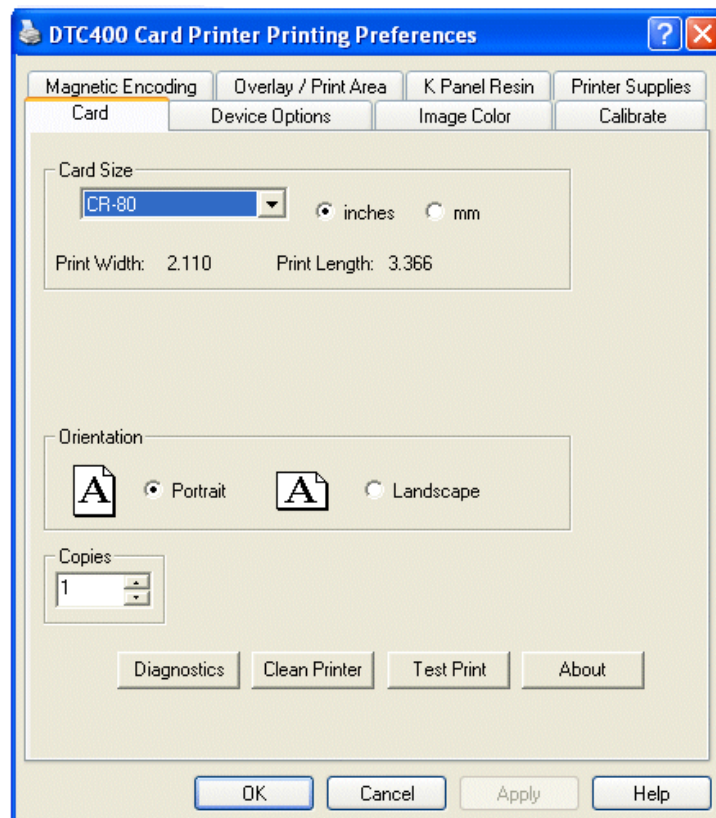 DTC400 Card Printer Printing Preferences
Magnetic Encoding Overlay / Print Area K Panel Resin Printer Supplies
Card Device Options Image Color Calibrate
Card Size
CR-80 inches mm
Print Width: 2.110 Print Length: 3.366
Orientation
A Portrait A Landscape
Copies
1
Diagnostics Clean Printer Test Print About
OK Cancel Apply Help